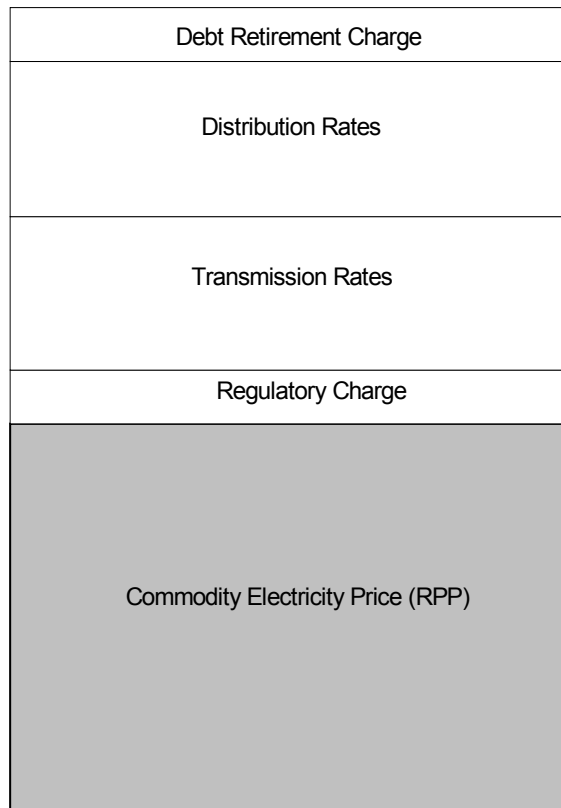 Debt Retirement Charge
Distribution Rates
Transmission Rates
Regulatory Charge
Commodity Electricity Price (RPP)